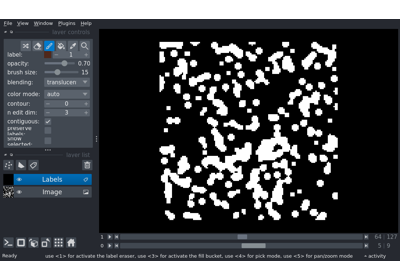 File View Window Plugins Help
layer controls
label: 1
opacity: 0.70
brush size: 15
blending: translucen
color mode: auto
contour: 0
n edit dim: 3
contiguous:
preserve labels:
show selected:
layer list
Labels
Image
1 64 127
0 5 9
Ready use <1> for activate the label eraser, use <3> for activate the fill bucket, use <4> for pick mode, use <5> for pan/zoom mode activity